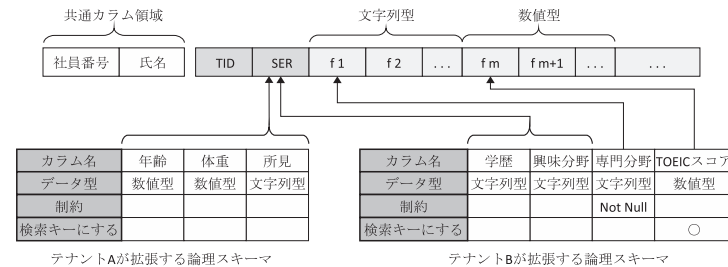 共通カラム領域 文字列型 数値型
社員番号 氏名 TID SER f 1 f 2 ... f m f m+1 ... ...
カラム名 年齢 体重 所見
データ型 数値型 数値型 文字列型
制約
検索キーにする
テナントAが拡張する論理スキーマ
カラム名 学歴 興味分野 専門分野 TOEICスコア
データ型 文字列型 文字列型 文字列型 数値型
制約 Not Null
検索キーにする ○
テナントBが拡張する論理スキーマ